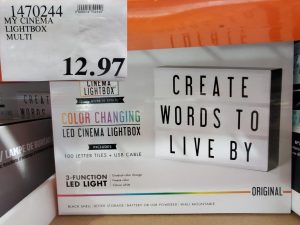 1470244
MY CINEMA
LIGHTBOX
MULTI
12.97
CINEMA
LIGHTBOX
COLOR CHANGING
LED CINEMA LIGHTBOX
INCLUDES
100 LETTER TILES + USB CABLE
3-FUNCTION
LED LIGHT
CREATE
WORDS TO
LIVE BY
ORIGINAL